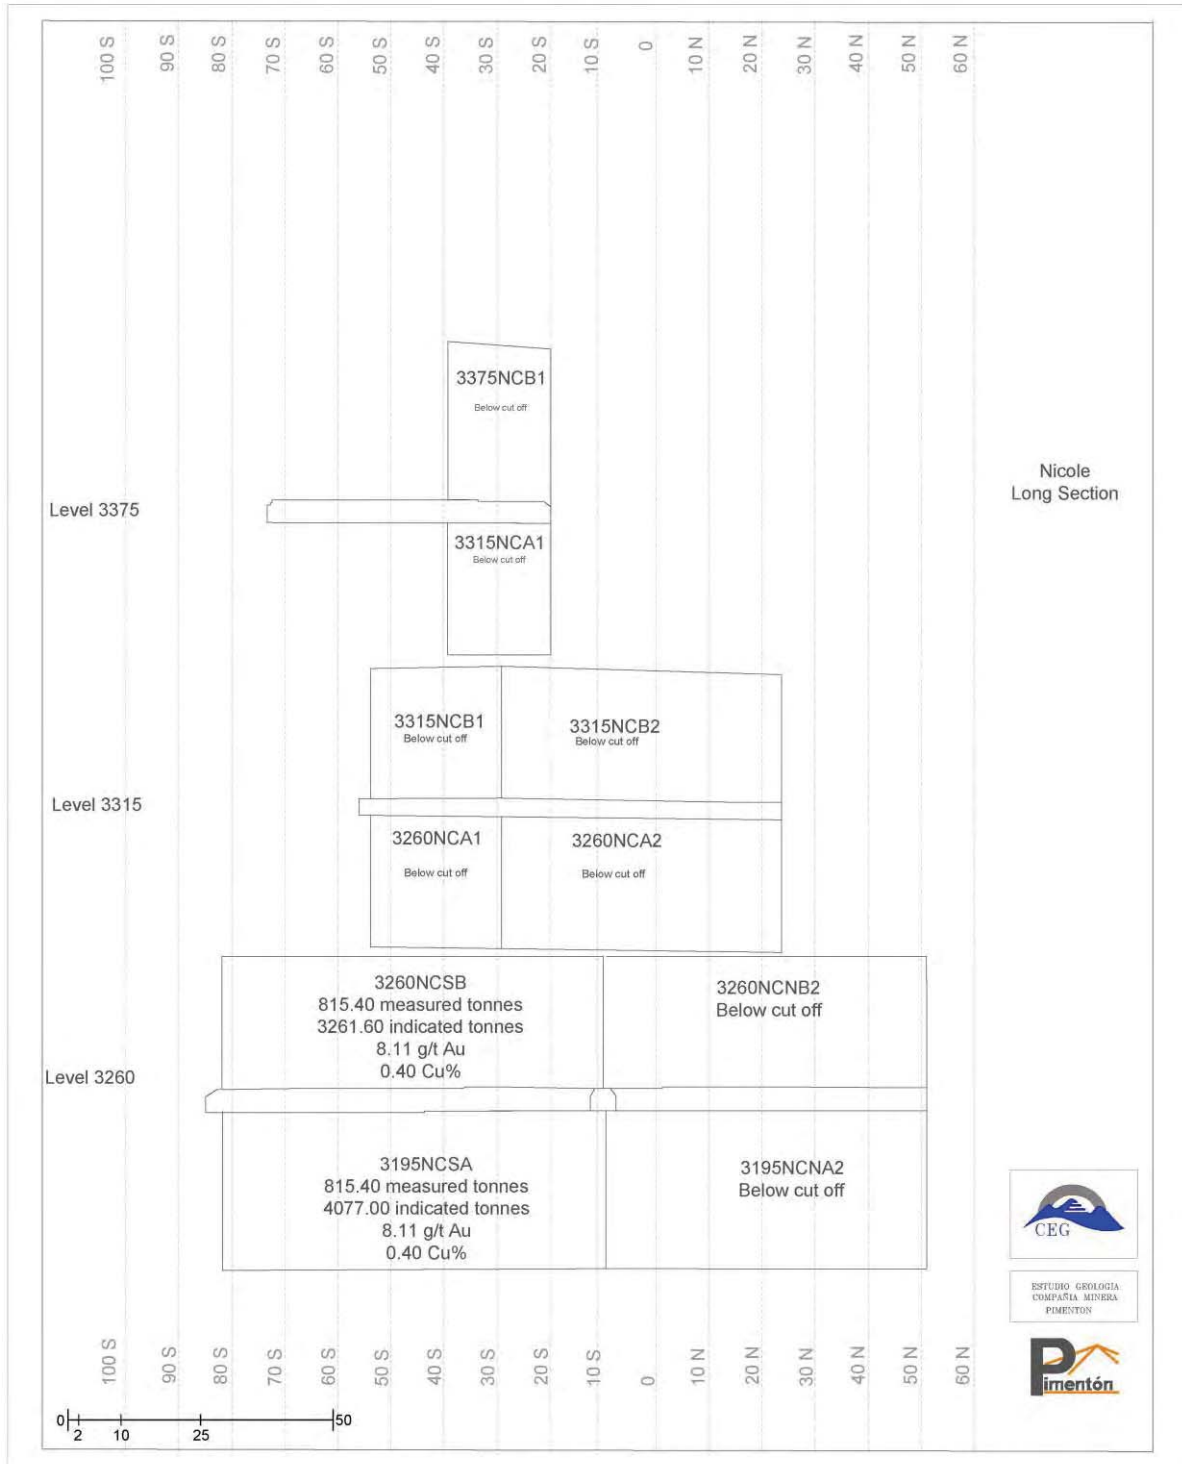 100 S
90 S
80 S
70 S
60 S
50 S
40 S
30 S
20 S
10 S
0
10 N
20 N
30 N
40 N
50 N
60 N
3375NCB1
Below cut off
Nicole
Long Section
Level 3375
3315NCA1
Below cut off
3315NCB1
Below cut off
3315NCB2
Below cut off
Level 3315
3260NCA1
Below cut off
3260NCA2
Below cut off
3260NCSB
815.40 measured tonnes
3261.60 indicated tonnes
8.11 g/t Au
0.40 Cu%
3260NCNB2
Below cut off
Level 3260
3195NCSA
815.40 measured tonnes
4077.00 indicated tonnes
8.11 g/t Au
0.40 Cu%
3195NCNA2
Below cut off
CEG
ESTUDIO GEOLOGIA
COMPAÑIA MINERA
PIMENTON
Pimentón
100 S
90 S
80 S
70 S
60 S
50 S
40 S
30 S
20 S
10 S
0
10 N
20 N
30 N
40 N
50 N
60 N
0
2
10
25
50